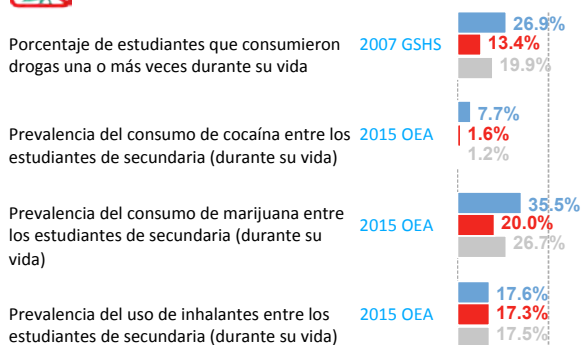 Porcentaje de estudiantes que consumieron
drogas una o más veces durante su vida
2007 GSHS
26.9%
13.4%
19.9%
Prevalencia del consumo de cocaína entre los
estudiantes de secundaria (durante su vida)
2015 OEA
7.7%
1.6%
1.2%
Prevalencia del consumo de marijuana entre
los estudiantes de secundaria (durante su
vida)
2015 OEA
35.5%
20.0%
26.7%
Prevalencia del uso de inhalantes entre los
estudiantes de secundaria (durante su vida)
2015 OEA
17.6%
17.3%
17.5%